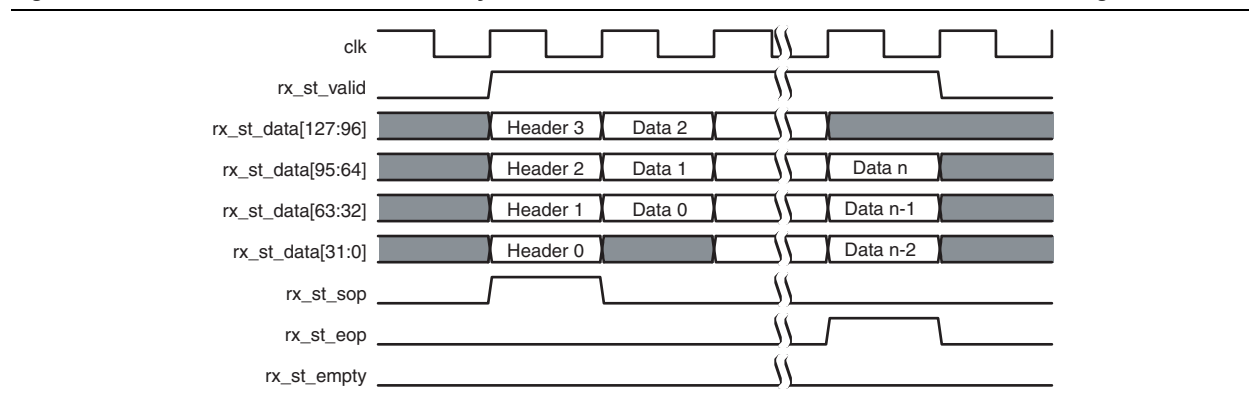 clk
rx_st_valid
rx_st_data[127:96] Header 3 Data 2
rx_st_data[95:64] Header 2 Data 1 Data n
rx_st_data[63:32] Header 1 Data 0 Data n-1
rx_st_data[31:0] Header 0 Data n-2
rx_st_sop
rx_st_eop
rx_st_empty